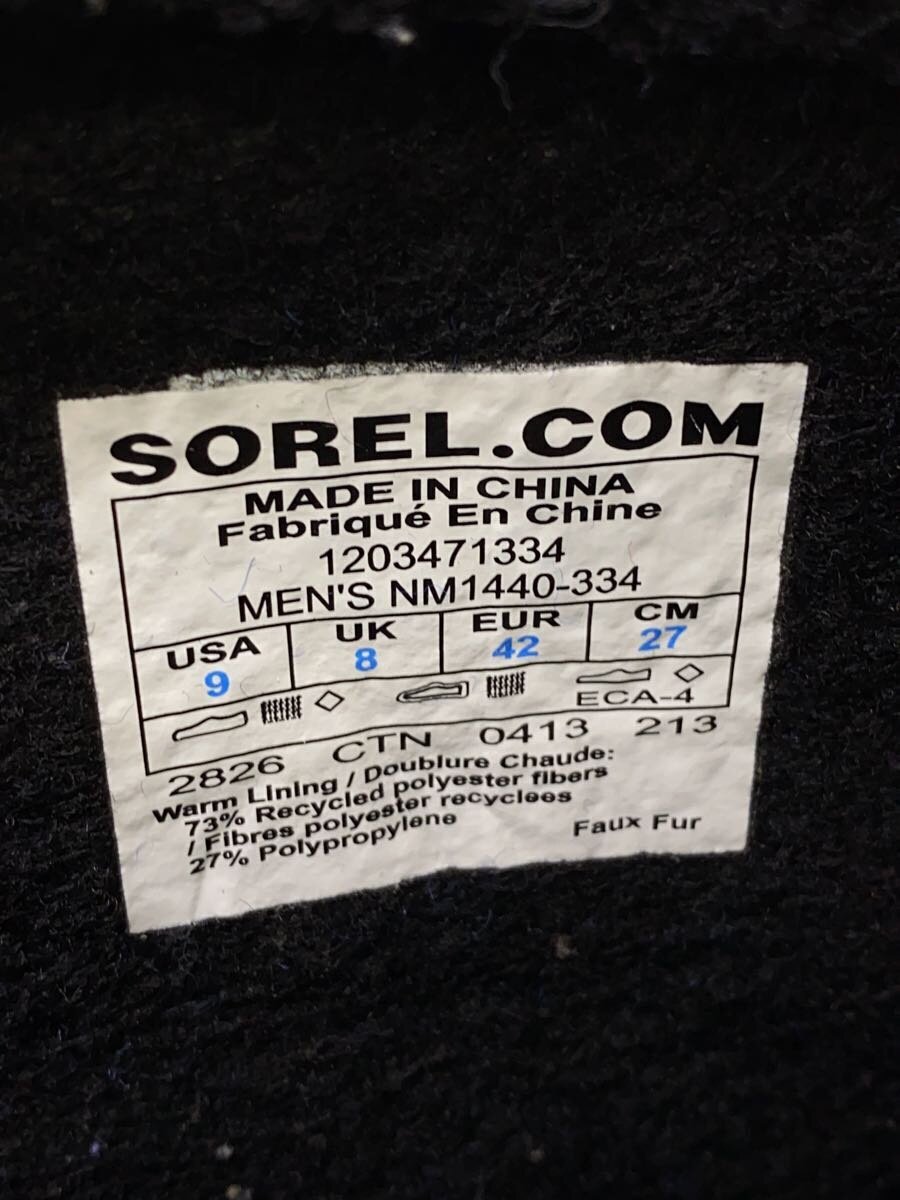 SOREL.COM
MADE IN CHINA
Fabriqué En Chine
1203471334
MEN'S NM1440-334
USA UK EUR CM
9 8 42 27
ECA-4
2826 CTN 0413 213
Warm Lining / Doublure Chaude:
73% Recycled polyester fibers
/ Fibres polyester recyclees
27% Polypropylene
Faux Fur